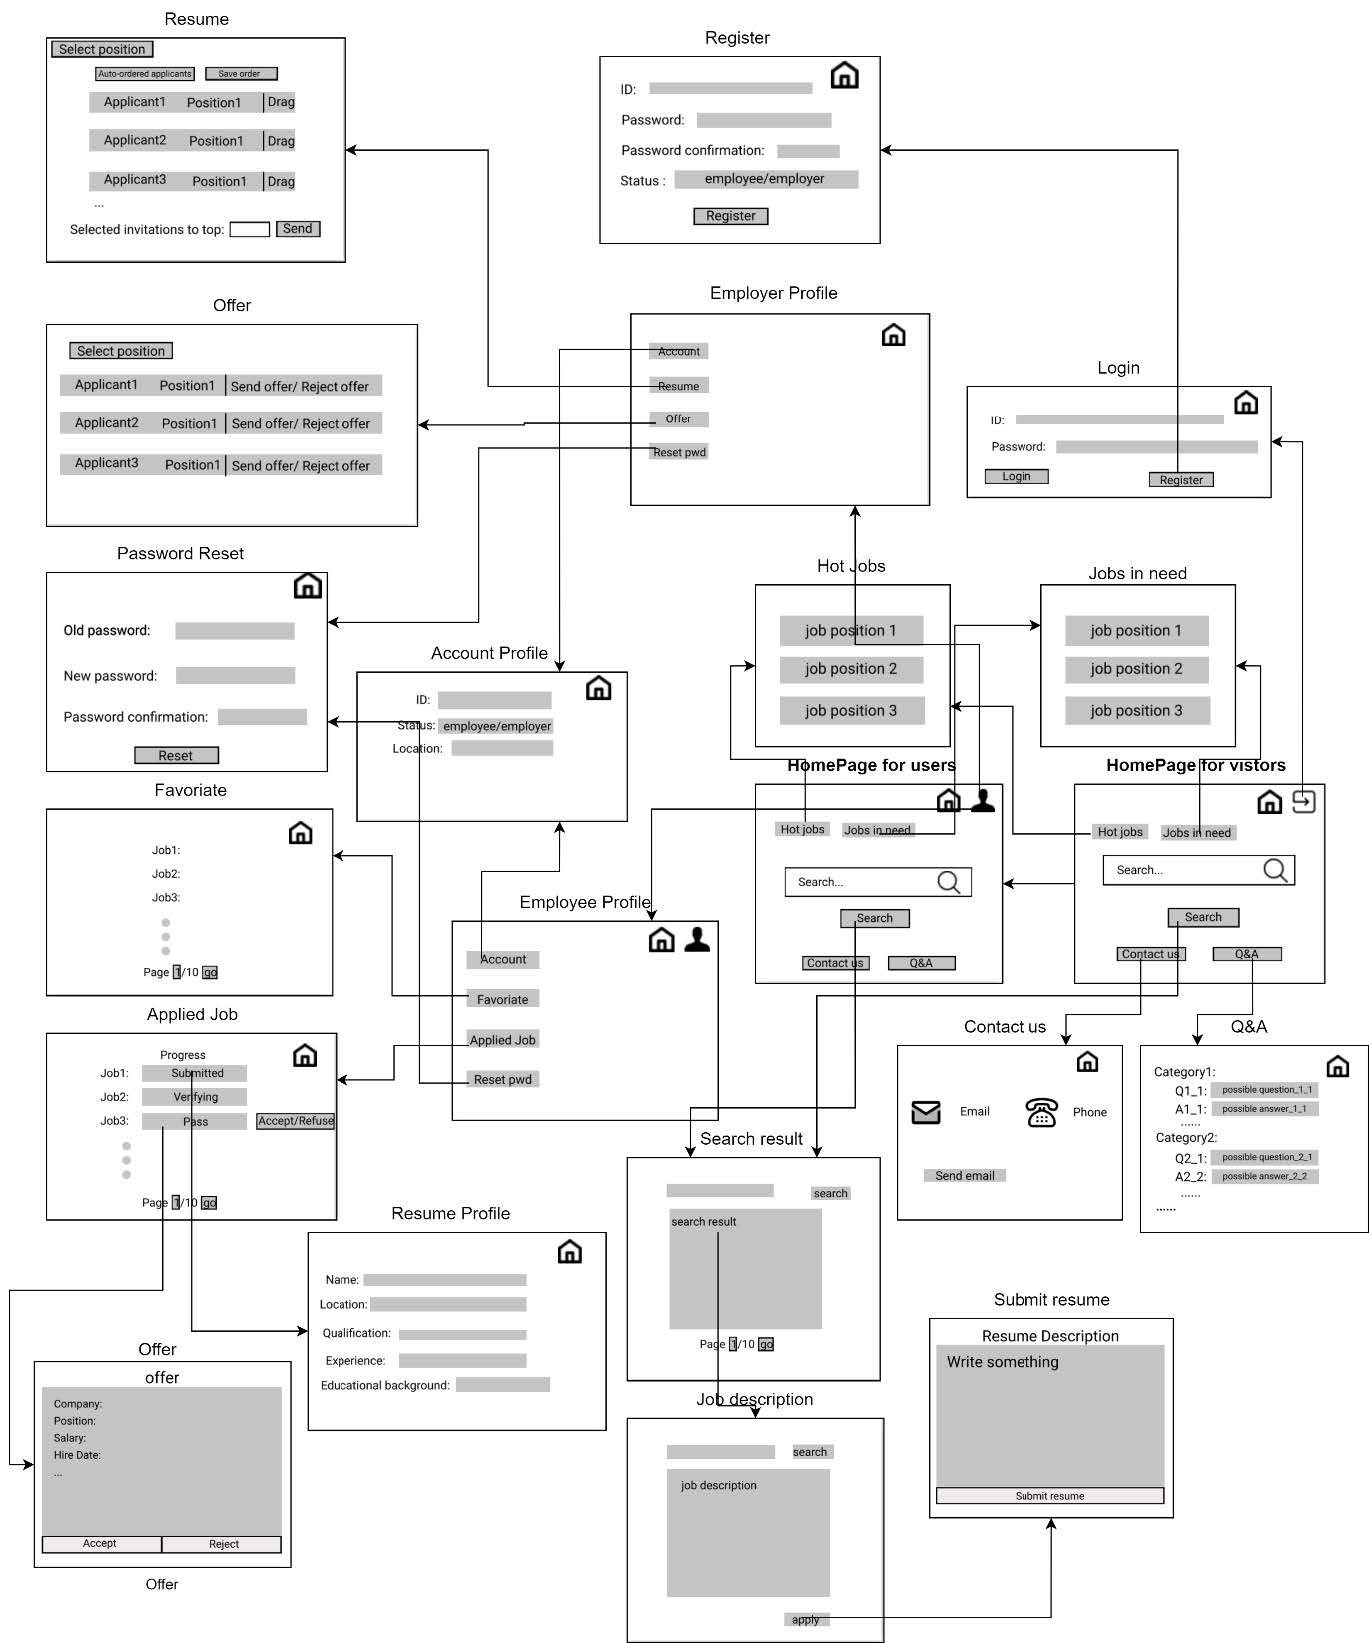 Resume
Select position
Auto-ordered applicants
Save order
Applicant1 Position1 Drag
Applicant2 Position1 Drag
Applicant3 Position1 Drag
...
Selected invitations to top: Send
Register
ID:
Password:
Password confirmation:
Status : employee/employer
Register
Offer
Select position
Applicant1 Position1 Send offer/ Reject offer
Applicant2 Position1 Send offer/ Reject offer
Applicant3 Position1 Send offer/ Reject offer
Employer Profile
Account
Resume
Offer
Reset pwd
Login
ID:
Password:
Login
Register
Password Reset
Old password:
New password:
Password confirmation:
Reset
Account Profile
ID:
Status: employee/employer
Location:
Hot Jobs
job position 1
job position 2
job position 3
Jobs in need
job position 1
job position 2
job position 3
Favoriate
Job1:
Job2:
Job3:
Page 1/10 go
HomePage for users
Hot jobs
Jobs in need
Search...
Search
Contact us
Q&A
HomePage for vistors
Hot jobs
Jobs in need
Search...
Search
Contact us
Q&A
Employee Profile
Account
Favoriate
Applied Job
Reset pwd
Applied Job
Progress
Job1: Submitted
Job2: Verifying
Job3: Pass Accept/Refuse
Page 1/10 go
Contact us
Email
Phone
Send email
Q&A
Category1:
Q1_1: possible question_1_1
A1_1: possible answer_1_1
......
Category2:
Q2_1: possible question_2_1
A2_2: possible answer_2_2
......
......
Search result
search
search result
Page 1/10 go
Resume Profile
Name:
Location:
Qualification:
Experience:
Educational background:
Submit resume
Resume Description
Write something
Submit resume
Offer
offer
Company:
Position:
Salary:
Hire Date:
...
Accept
Reject
Offer
Job description
search
job description
apply